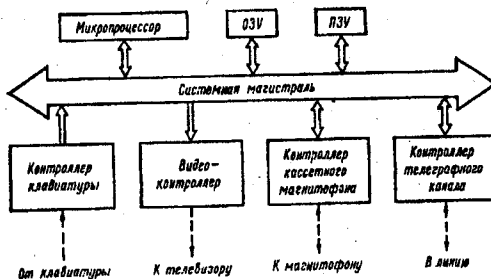 Микропроцессор
ОЗУ
ПЗУ
Системная магистраль
Контроллер
клавиатуры
Видео-
контроллер
Контроллер
кассетного
магнитофона
Контроллер
телеграфного
канала
От клавиатуры
К телевизору
К магнитофону
В линию